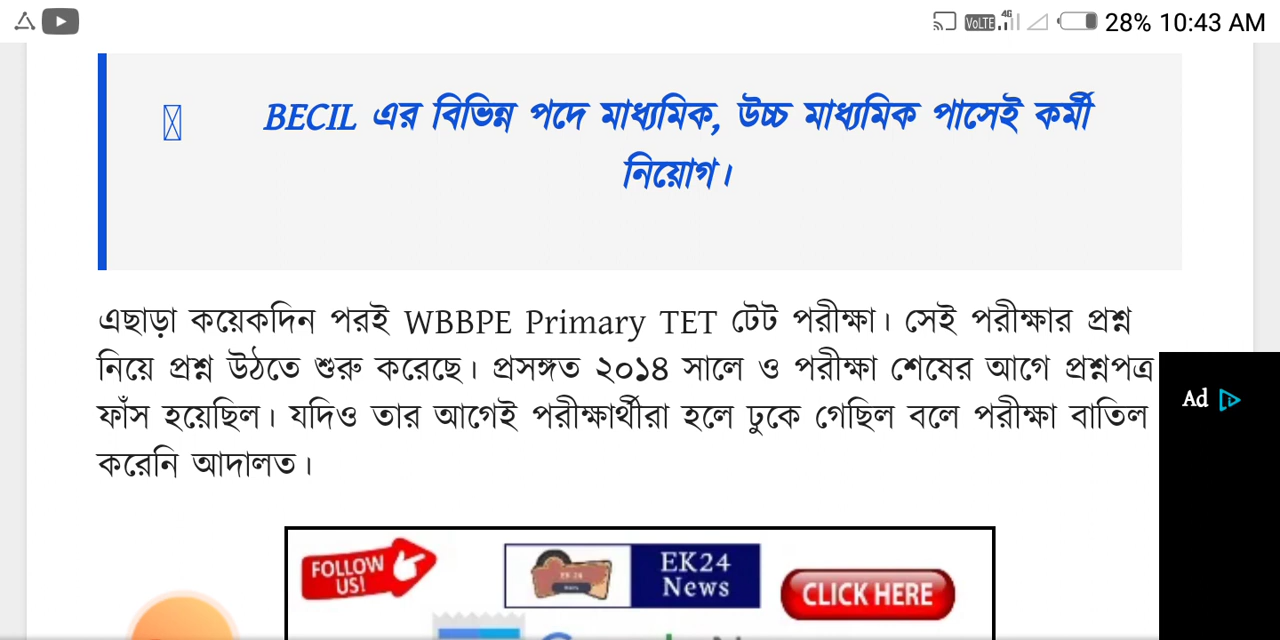 28% 10:43 AM
VoLTE 4G
BECIL এর বিভিন্ন পদে মাধ্যমিক, উচ্চ মাধ্যমিক পাসেই কর্মী
নিয়োগ।
এছাড়া কয়েকদিন পরই WBBPE Primary TET টেট পরীক্ষা। সেই পরীক্ষার প্রশ্ন
নিয়ে প্রশ্ন উঠতে শুরু করেছে। প্রসঙ্গত ২০১৪ সালে ও পরীক্ষা শেষের আগে প্রশ্নপত্র
ফাঁস হয়েছিল। যদিও তার আগেই পরীক্ষার্থীরা হলে ঢুকে গেছিল বলে পরীক্ষা বাতিল
করেনি আদালত।
Ad
FOLLOW
US!
EK24
News
CLICK HERE